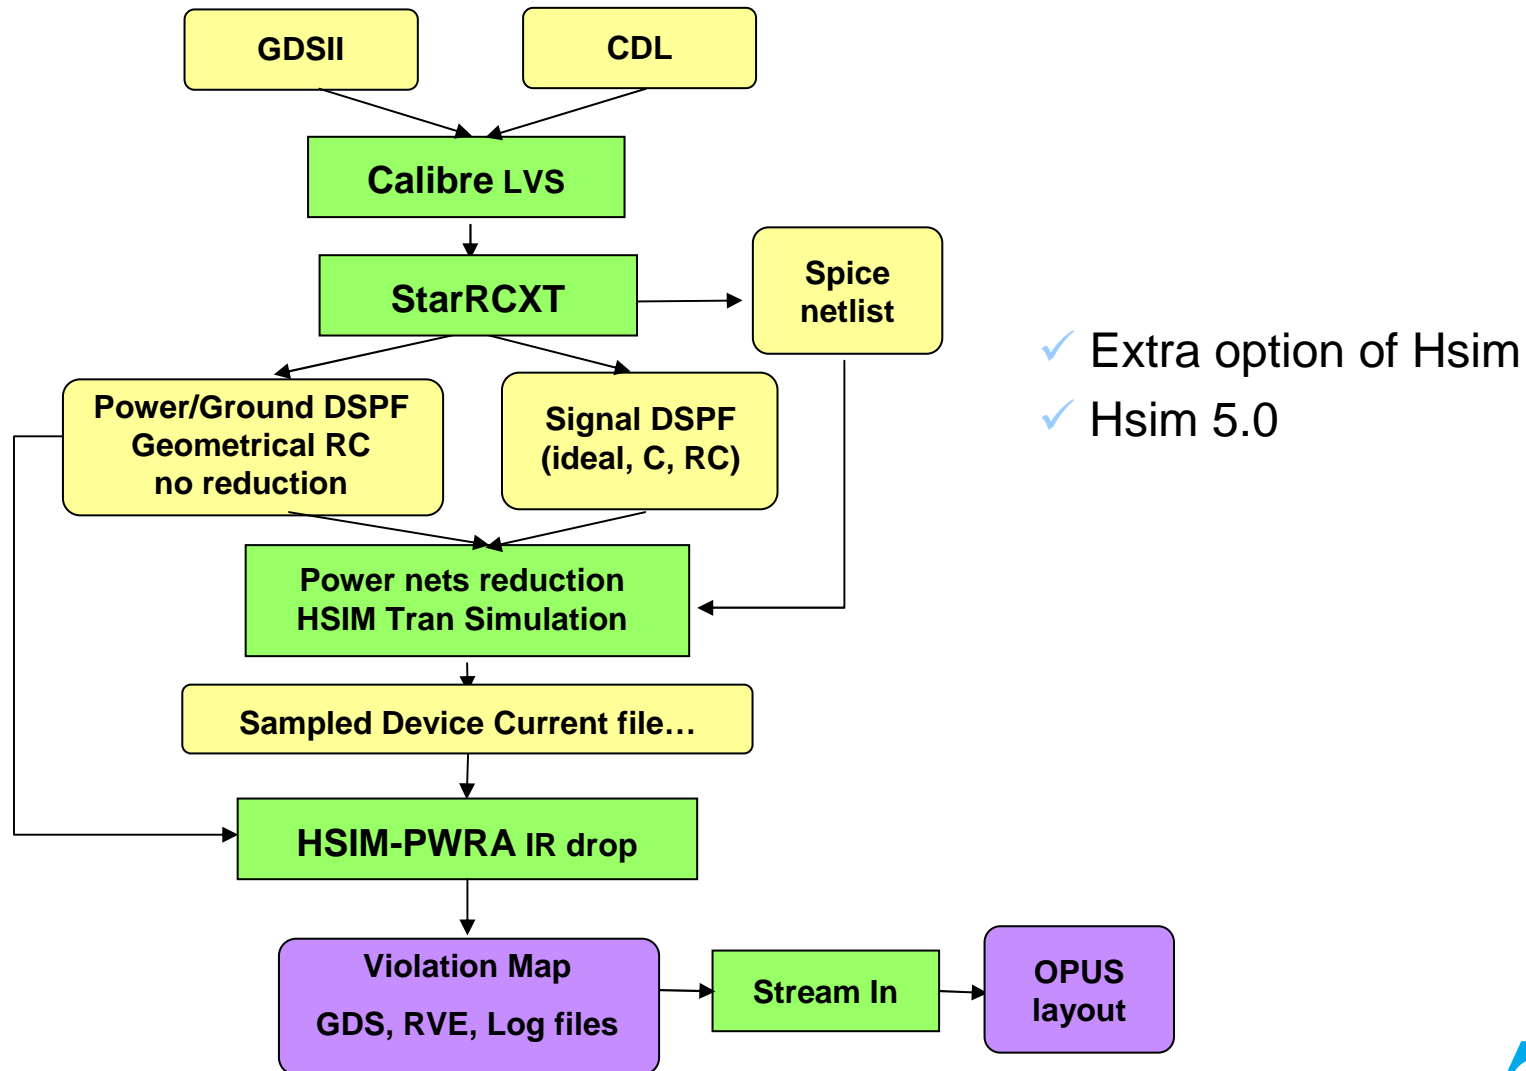 GDSII
CDL
Calibre LVS
StarRCXT
Spice
netlist
Power/Ground DSPF
Geometrical RC
no reduction
Signal DSPF
(ideal, C, RC)
Power nets reduction
HSIM Tran Simulation
Sampled Device Current file…
HSIM-PWRA IR drop
Violation Map
GDS, RVE, Log files
Stream In
OPUS
layout
✓ Extra option of Hsim
✓ Hsim 5.0